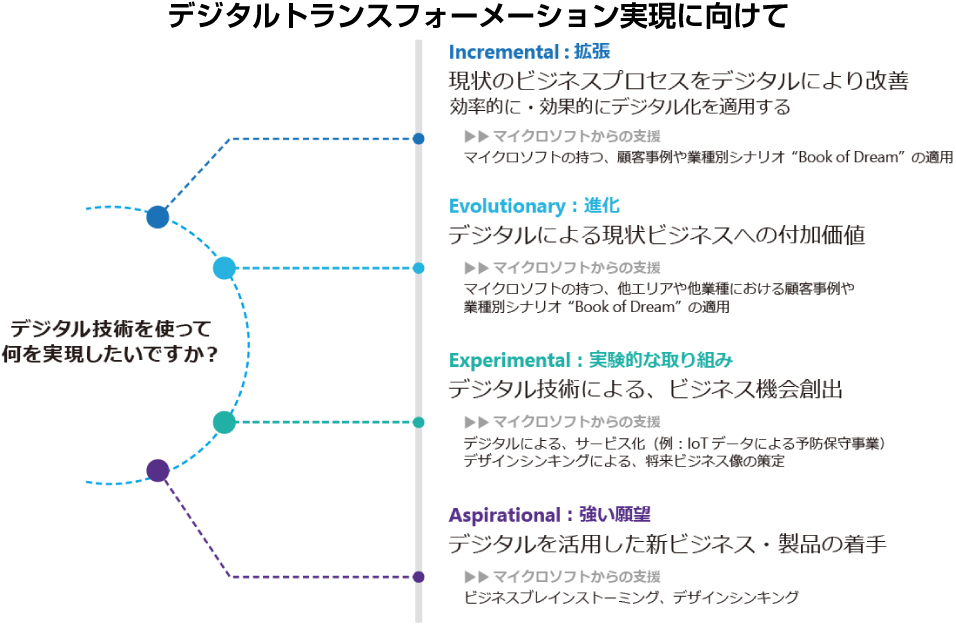 デジタルトランスフォーメーション実現に向けて
デジタル技術を使って
何を実現したいですか？
Incremental : 拡張
現状のビジネスプロセスをデジタルにより改善
効率的に・効果的にデジタル化を適用する
▶▶ マイクロソフトからの支援
マイクロソフトの持つ、顧客事例や業種別シナリオ “Book of Dream” の適用
Evolutionary : 進化
デジタルによる現状ビジネスへの付加価値
▶▶ マイクロソフトからの支援
マイクロソフトの持つ、他エリアや他業種における顧客事例や
業種別シナリオ “Book of Dream” の適用
Experimental : 実験的な取り組み
デジタル技術による、ビジネス機会創出
▶▶ マイクロソフトからの支援
デジタルによる、サービス化（例：IoT データによる予防保守事業）
デザインシンキングによる、将来ビジネス像の策定
Aspirational : 強い願望
デジタルを活用した新ビジネス・製品の着手
▶▶ マイクロソフトからの支援
ビジネスブレインストーミング、デザインシンキング